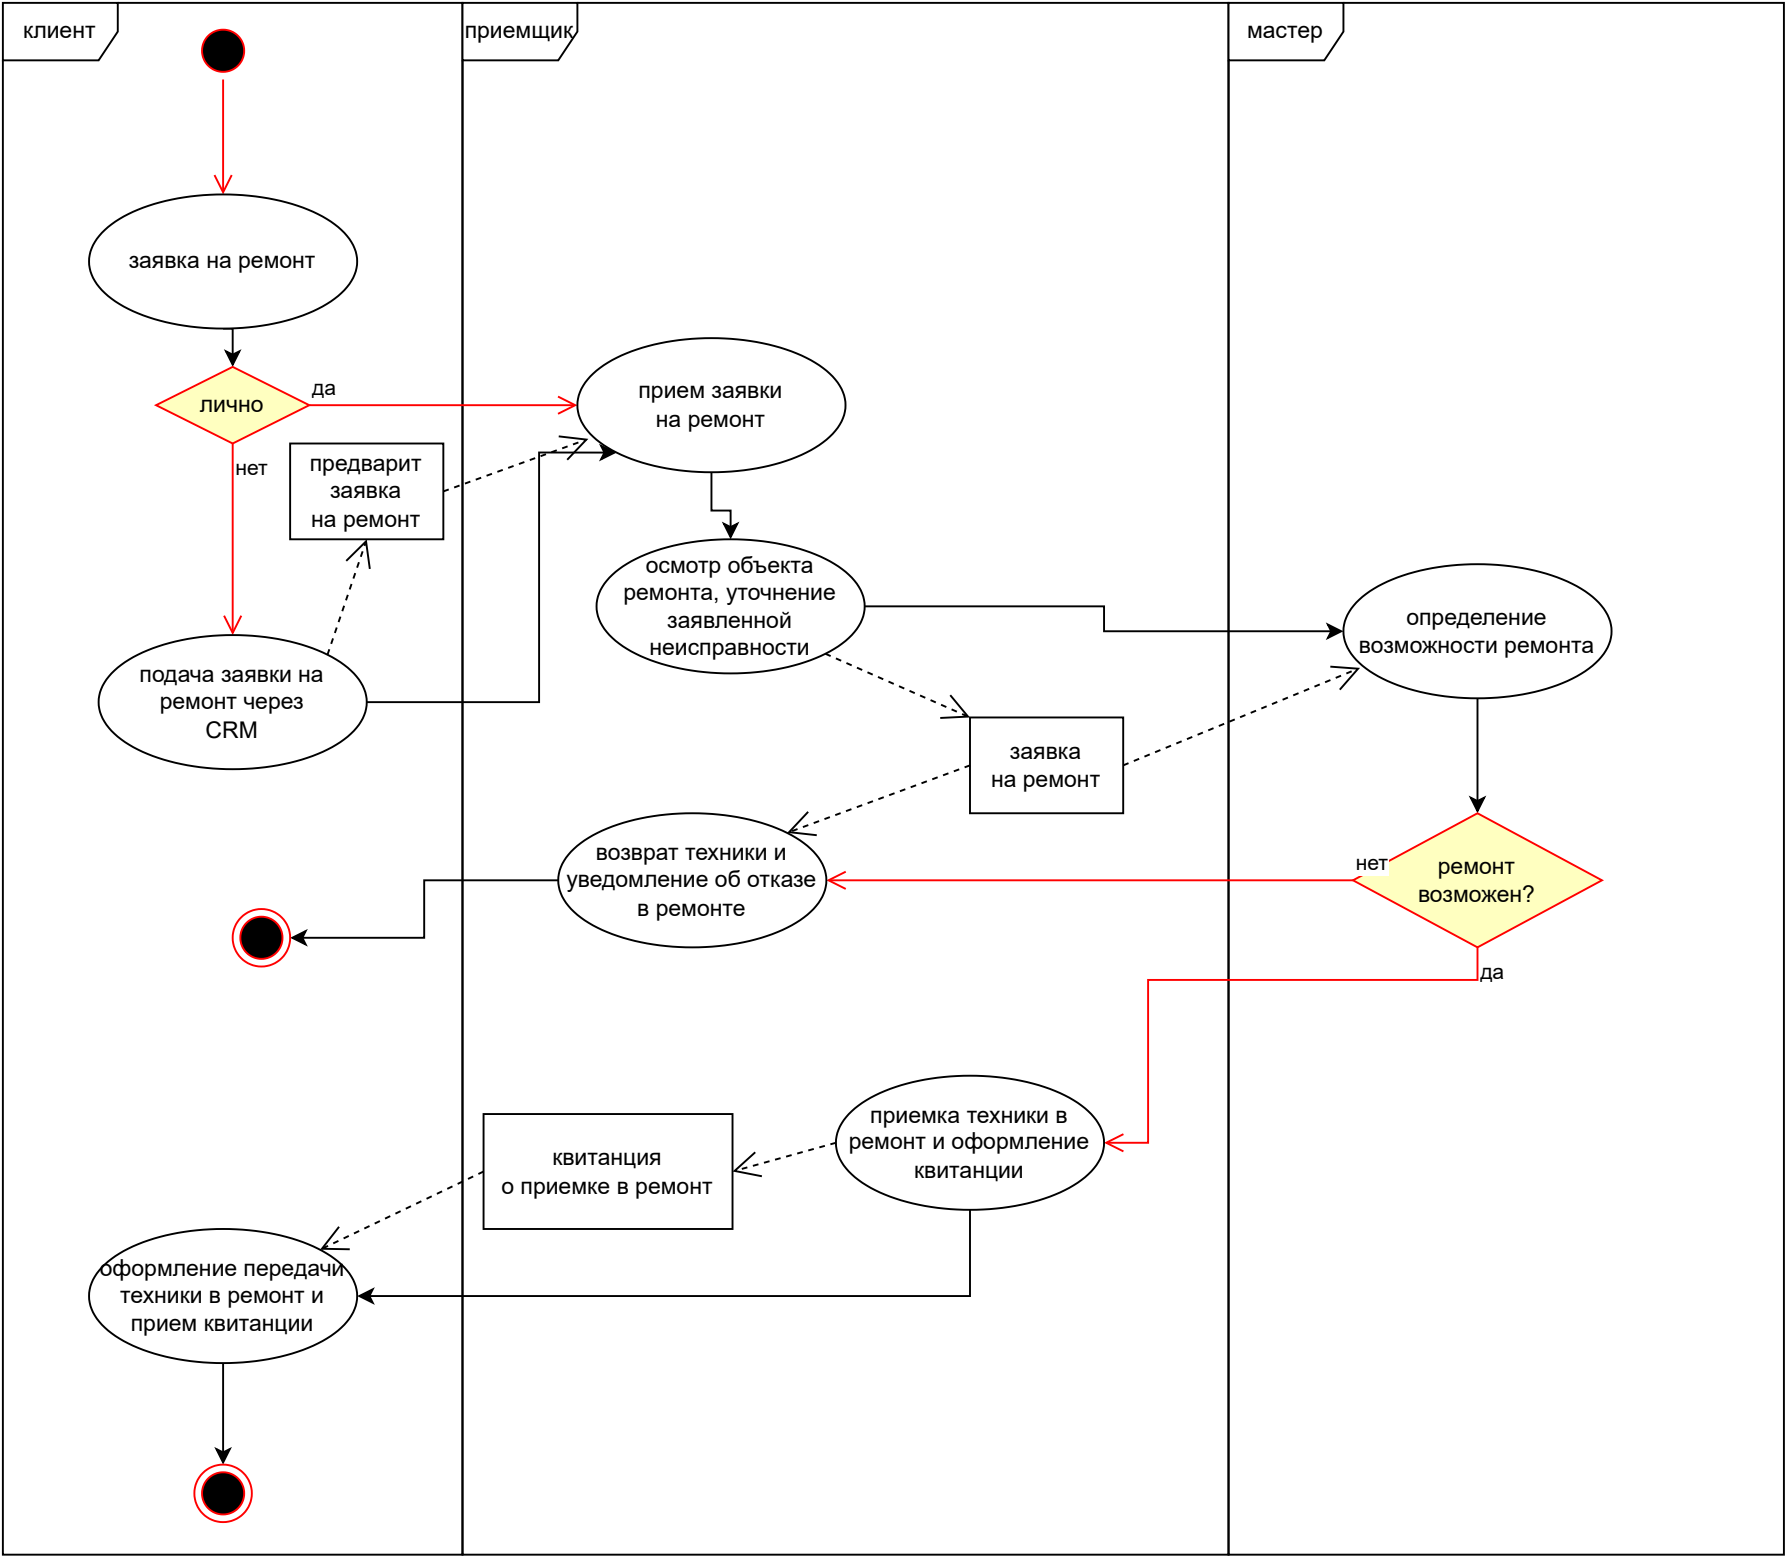 клиент
приемщик
мастер
заявка на ремонт
лично
да
нет
прием заявки
на ремонт
предварит
заявка
на ремонт
осмотр объекта
ремонта, уточнение
заявленной
неисправности
определение
возможности ремонта
подача заявки на
ремонт через
CRM
заявка
на ремонт
возврат техники и
уведомление об отказе
в ремонте
нет
ремонт
возможен?
да
приемка техники в
ремонт и оформление
квитанции
квитанция
о приемке в ремонт
оформление передачи
техники в ремонт и
прием квитанции